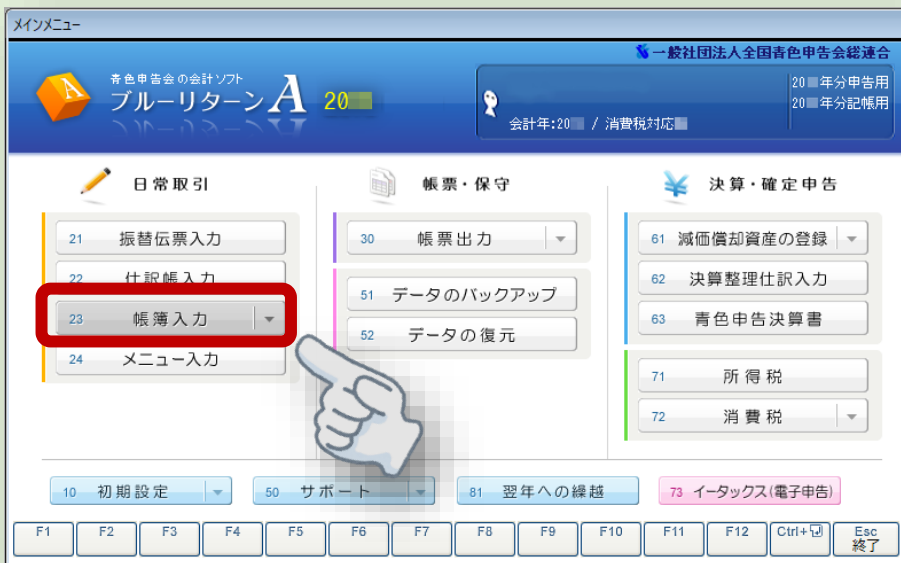 メインメニュー
一般社団法人全国青色申告会総連合
青色申告会の会計ソフト
ブルーリターンA 20
会計年:20 / 消費税対応
20 年分申告用
20 年分記帳用
日常取引
21 振替伝票入力
22 仕訳帳入力
23 帳簿入力
24 メニュー入力
帳票・保守
30 帳票出力
51 データのバックアップ
52 データの復元
決算・確定申告
61 減価償却資産の登録
62 決算整理仕訳入力
63 青色申告決算書
71 所得税
72 消費税
10 初期設定
50 サポート
81 翌年への繰越
73 イータックス(電子申告)
F1 F2 F3 F4 F5 F6 F7 F8 F9 F10 F11 F12 Ctrl+ Esc
終了